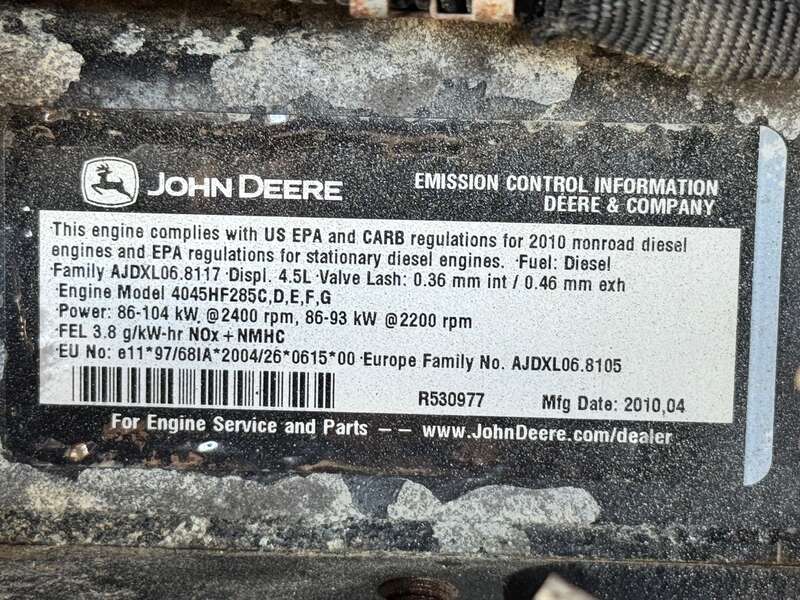 JOHN DEERE
EMISSION CONTROL INFORMATION
DEERE & COMPANY
This engine complies with US EPA and CARB regulations for 2010 nonroad diesel
engines and EPA regulations for stationary diesel engines. Fuel: Diesel
Family AJDXL06.8117 Displ. 4.5L Valve Lash: 0.36 mm int / 0.46 mm exh
Engine Model 4045HF285C,D,E,F,G
Power: 86-104 kW @2400 rpm, 86-93 kW @2200 rpm
FEL 3.8 g/kW-hr NOx + NMHC
EU No: e11*97/68IA*2004/26*0615*00 Europe Family No. AJDXL06.8105
R530977 Mfg Date: 2010,04
For Engine Service and Parts -- www.JohnDeere.com/dealer